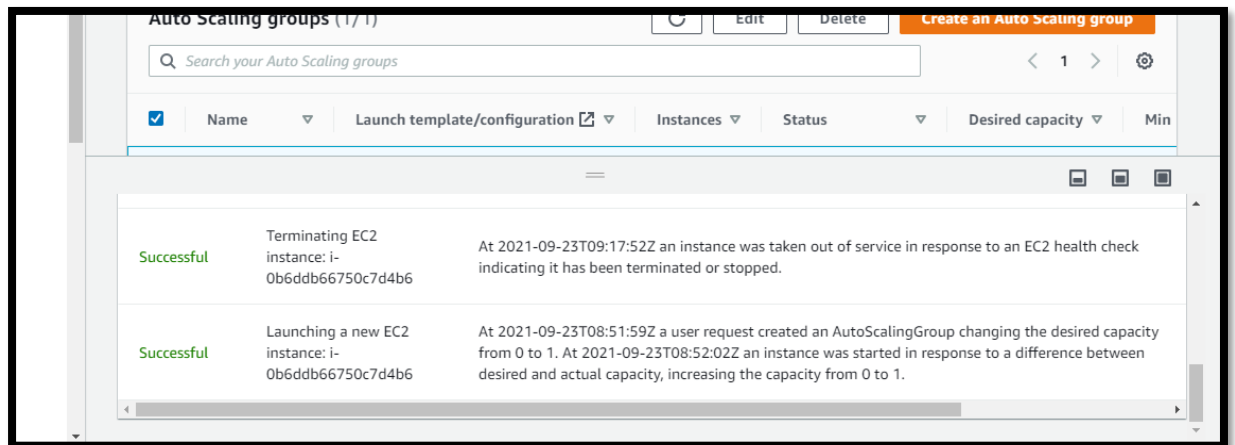 Auto Scaling groups (1/1)
Edit
Delete
Create an Auto Scaling group
Search your Auto Scaling groups
1
Name
Launch template/configuration
Instances
Status
Desired capacity
Min
Successful
Terminating EC2
instance: i-
0b6ddb66750c7d4b6
At 2021-09-23T09:17:52Z an instance was taken out of service in response to an EC2 health check
indicating it has been terminated or stopped.
Successful
Launching a new EC2
instance: i-
0b6ddb66750c7d4b6
At 2021-09-23T08:51:59Z a user request created an AutoScalingGroup changing the desired capacity
from 0 to 1. At 2021-09-23T08:52:02Z an instance was started in response to a difference between
desired and actual capacity, increasing the capacity from 0 to 1.